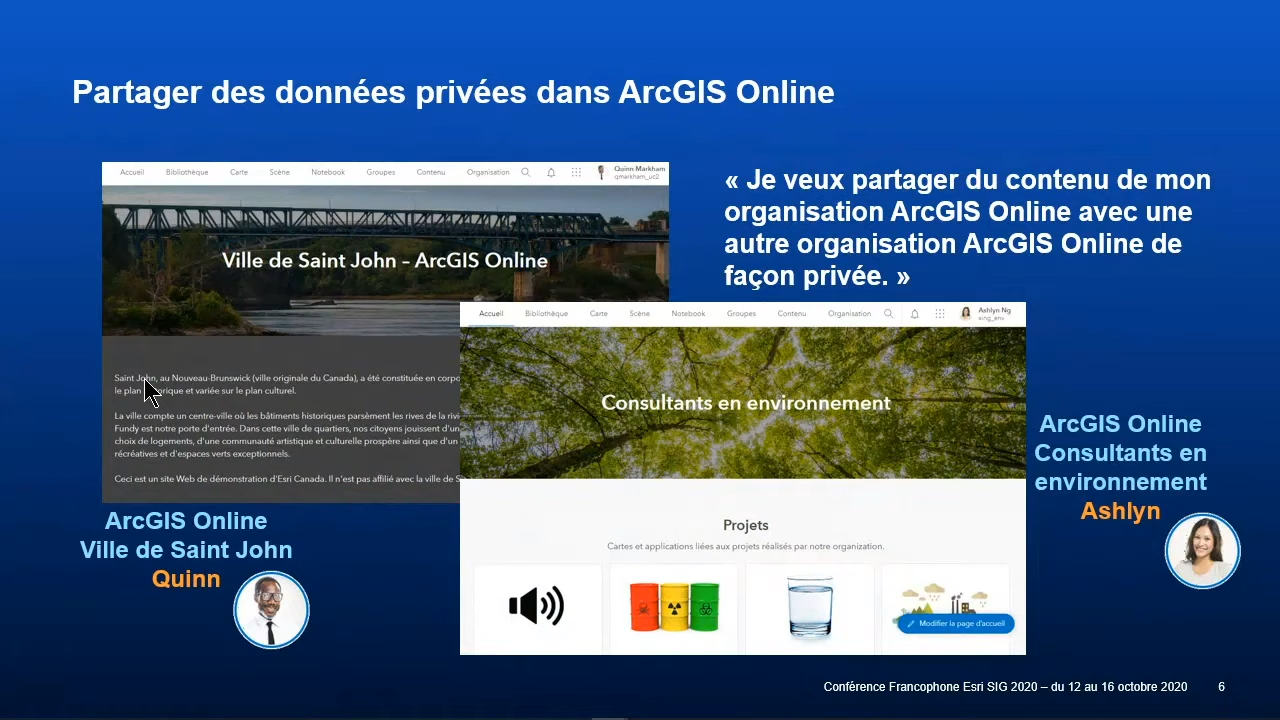 Partager des données privées dans ArcGIS Online
Accueil Bibliothèque Carte Scène Notebook Groupes Contenu Organisation Quinn Markham
qmarkham_uc2
Ville de Saint John – ArcGIS Online
Saint John, au Nouveau-Brunswick (ville originale du Canada), a été constituée en corpo
le plan rique et variée sur le plan culturel.
La ville compte un centre-ville où les bâtiments historiques parsèment les rives de la rivi
Fundy est notre porte d'entrée. Dans cette ville de quartiers, nos citoyens jouissent d'un
choix de logements, d'une communauté artistique et culturelle prospère ainsi que d'un
récréatives et d'espaces verts exceptionnels.
Ceci est un site Web de démonstration d'Esri Canada. Il n'est pas affilié avec la ville de S
ArcGIS Online
Ville de Saint John
Quinn
« Je veux partager du contenu de mon
organisation ArcGIS Online avec une
autre organisation ArcGIS Online de
façon privée. »
Accueil Bibliothèque Carte Scène Notebook Groupes Contenu Organisation Ashlyn Ng
Consultants en environnement
Projets
Cartes et applications liées aux projets réalisés par notre organization.
Modifier la page d'accueil
ArcGIS Online
Consultants en
environnement
Ashlyn
Conférence Francophone Esri SIG 2020 – du 12 au 16 octobre 2020 6